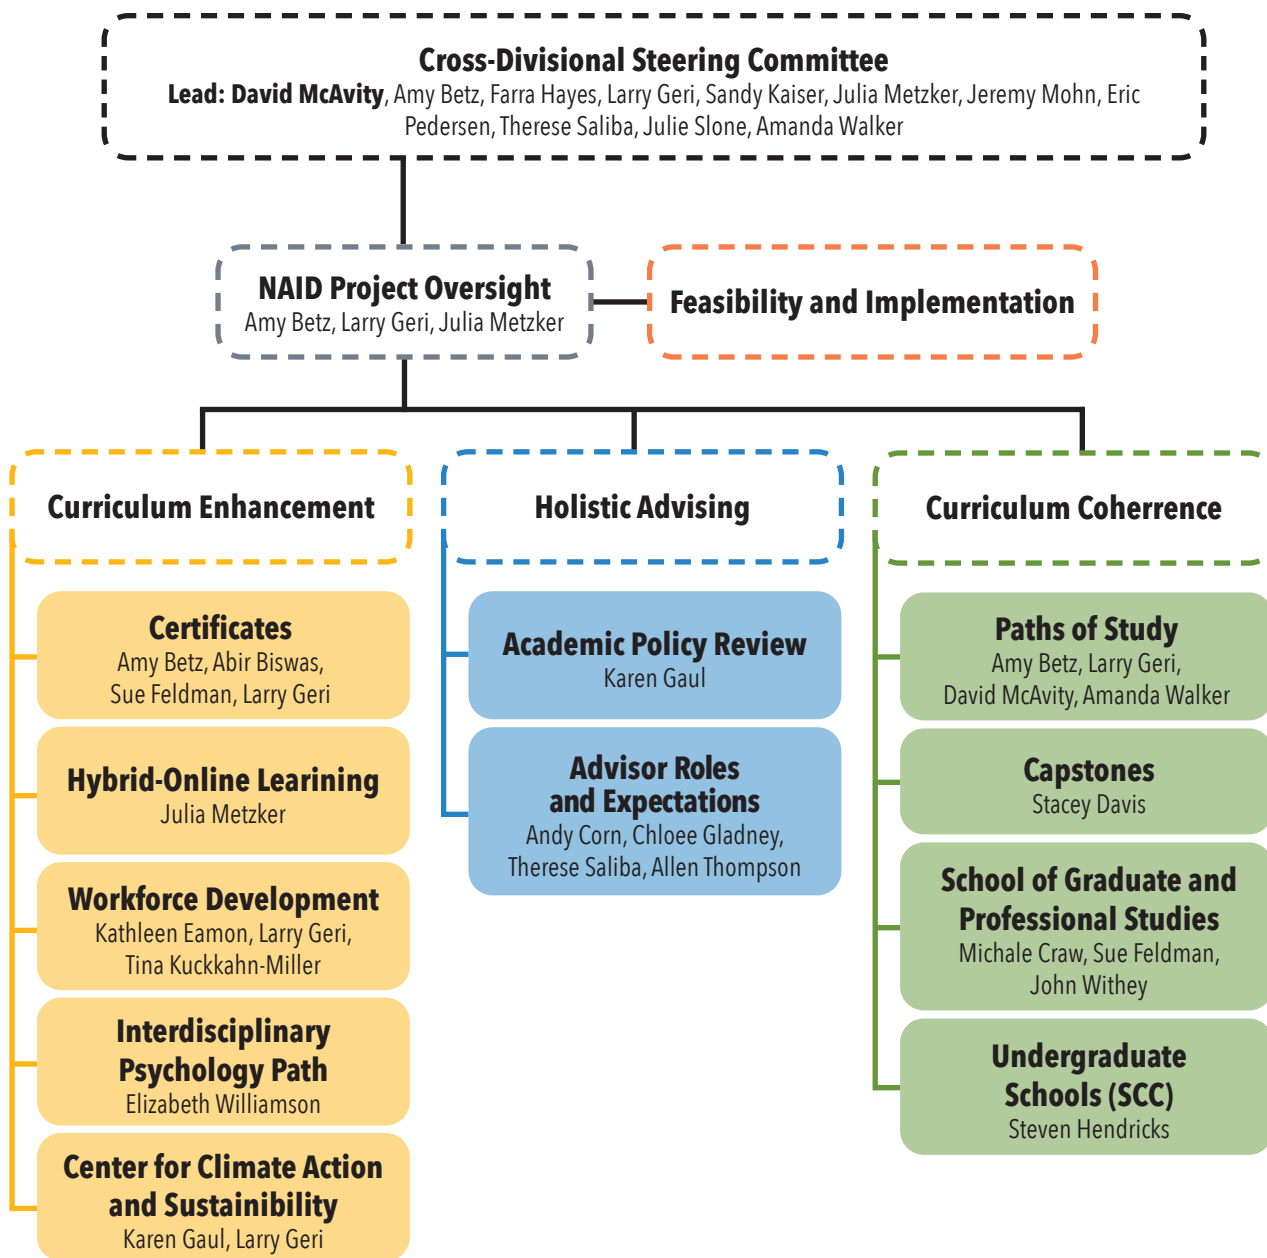 Cross-Divisional Steering Committee
Lead: David McAvity, Amy Betz, Farra Hayes, Larry Geri, Sandy Kaiser, Julia Metzker, Jeremy Mohn, Eric
Pedersen, Therese Saliba, Julie Slone, Amanda Walker
NAID Project Oversight
Amy Betz, Larry Geri, Julia Metzker
Feasibility and Implementation
Curriculum Enhancement
Certificates
Amy Betz, Abir Biswas,
Sue Feldman, Larry Geri
Hybrid-Online Learining
Julia Metzker
Workforce Development
Kathleen Eamon, Larry Geri,
Tina Kuckkahn-Miller
Interdisciplinary
Psychology Path
Elizabeth Williamson
Center for Climate Action
and Sustainibility
Karen Gaul, Larry Geri
Holistic Advising
Academic Policy Review
Karen Gaul
Advisor Roles
and Expectations
Andy Corn, Chloee Gladney,
Therese Saliba, Allen Thompson
Curriculum Coherrence
Paths of Study
Amy Betz, Larry Geri,
David McAvity, Amanda Walker
Capstones
Stacey Davis
School of Graduate and
Professional Studies
Michale Craw, Sue Feldman,
John Withey
Undergraduate
Schools (SCC)
Steven Hendricks